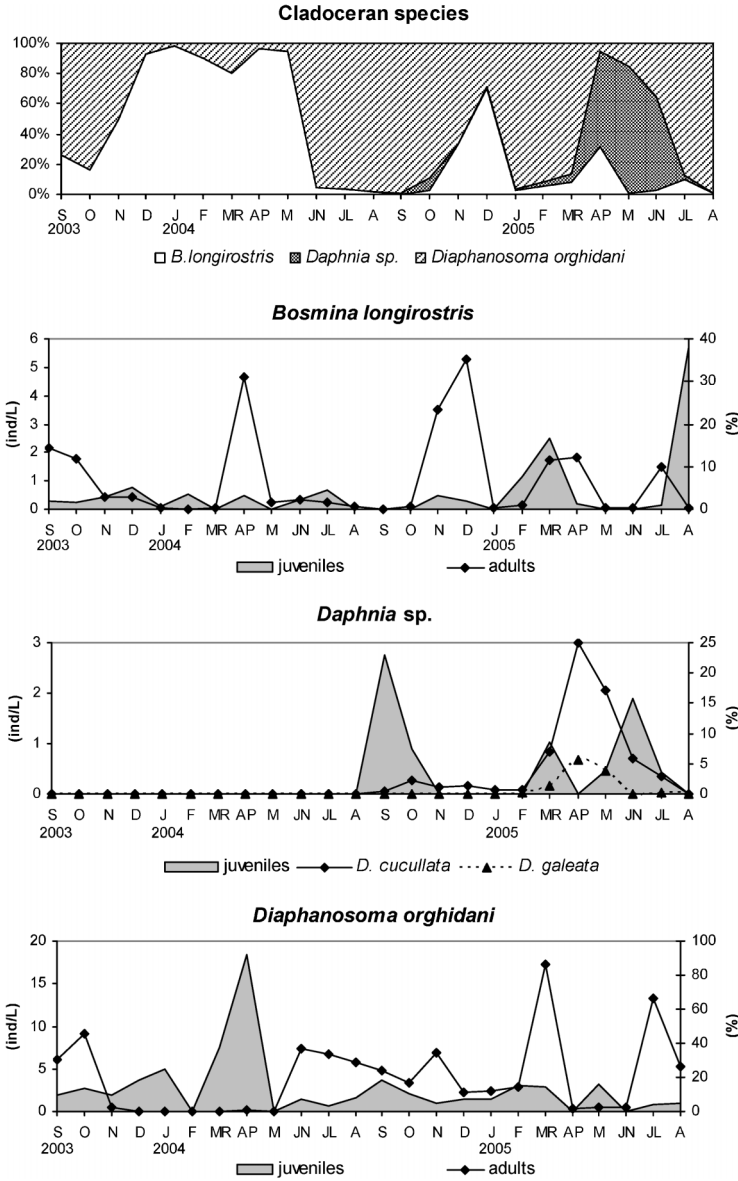 Cladoceran species
100%
80%
60%
40%
20%
0%
S O N D J F MR AP M JN JL A S O N D J F MR AP M JN JL A
2003 2004 2005
B.longirostris Daphnia sp. Diaphanosoma orghidani
Bosmina longirostris
6 40
5
30
4
3 20
2
10
1
0 0
(ind/L) (%)
S O N D J F MR AP M JN JL A S O N D J F MR AP M JN JL A
2003 2004 2005
juveniles adults
Daphnia sp.
3 25
20
2
15
10
1
5
0 0
(ind/L) (%)
S O N D J F MR AP M JN JL A S O N D J F MR AP M JN JL A
2003 2004 2005
juveniles D. cucullata D. galeata
Diaphanosoma orghidani
20 100
80
15
60
10
40
5
20
0 0
(ind/L) (%)
S O N D J F MR AP M JN JL A S O N D J F MR AP M JN JL A
2003 2004 2005
juveniles adults